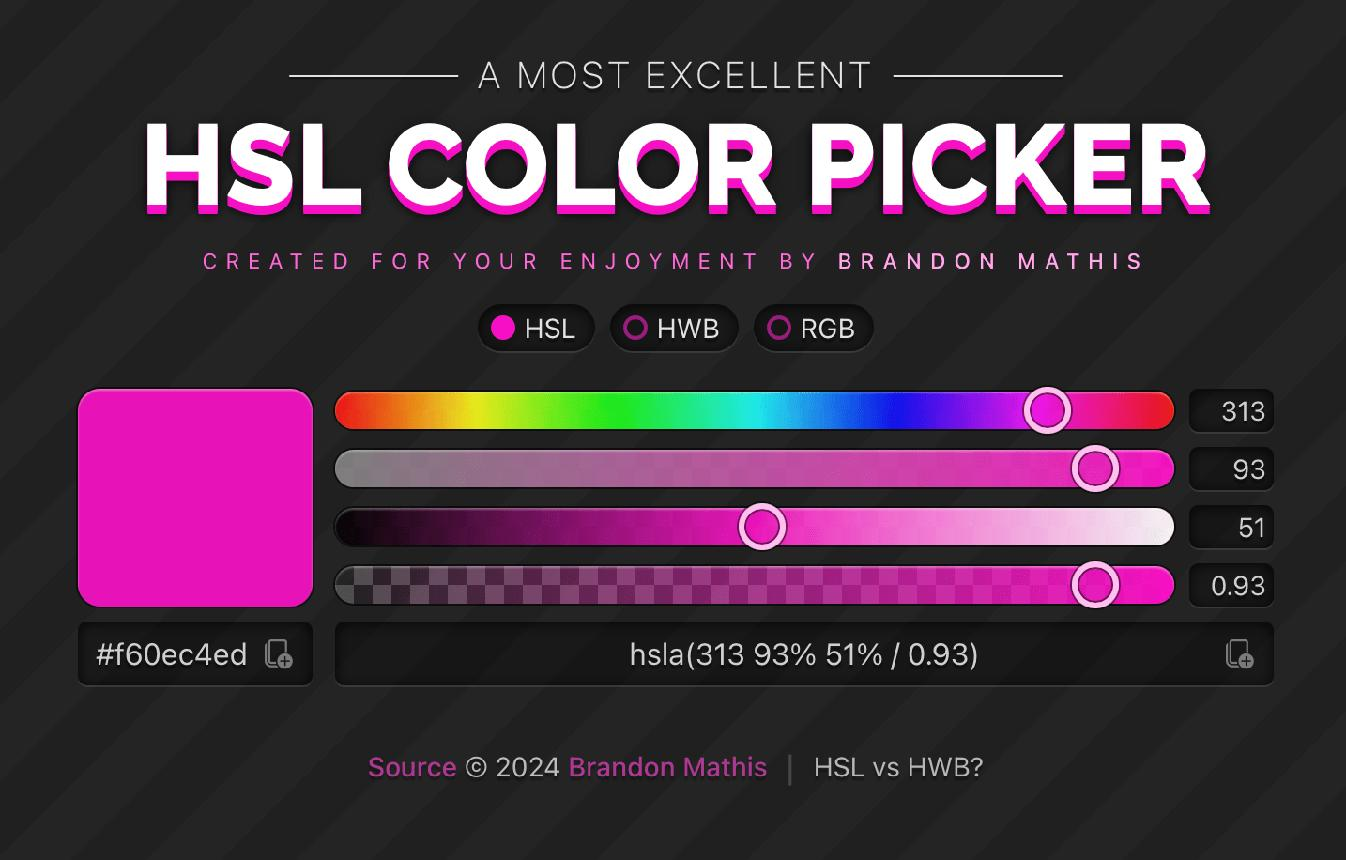 A MOST EXCELLENT
HSL COLOR PICKER
CREATED FOR YOUR ENJOYMENT BY BRANDON MATHIS
HSL HWB RGB
313
93
51
0.93
#f60ec4ed hsla(313 93% 51% / 0.93)
Source © 2024 Brandon Mathis | HSL vs HWB?